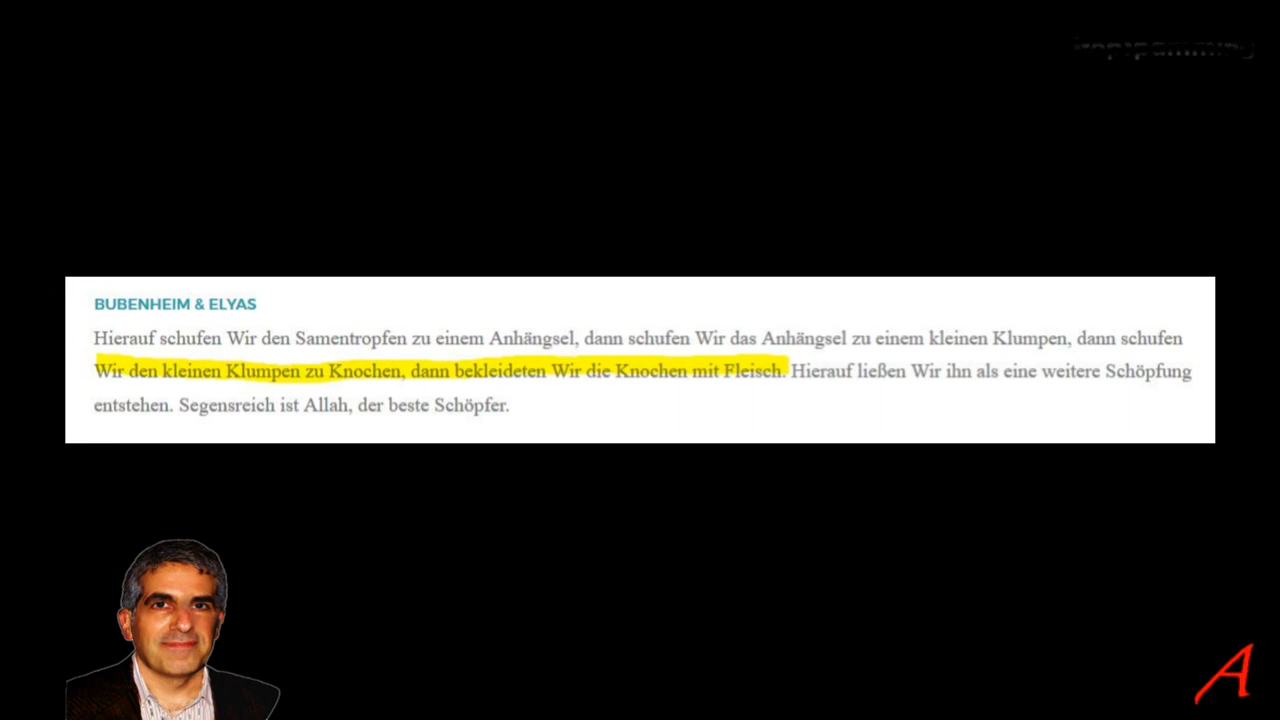 BUBENHEIM & ELYAS
Hierauf schufen Wir den Samentropfen zu einem Anhängsel, dann schufen Wir das Anhängsel zu einem kleinen Klumpen, dann schufen
Wir den kleinen Klumpen zu Knochen, dann bekleideten Wir die Knochen mit Fleisch. Hierauf ließen Wir ihn als eine weitere Schöpfung
entstehen. Segensreich ist Allah, der beste Schöpfer.
A